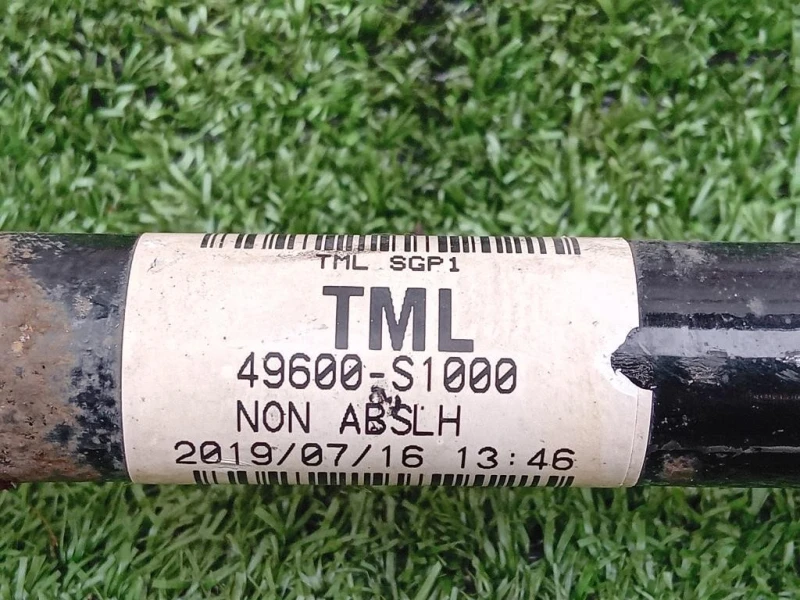 TML SGP1
TML
49600-S1000
NON ABSLH
2019/07/16 13:46